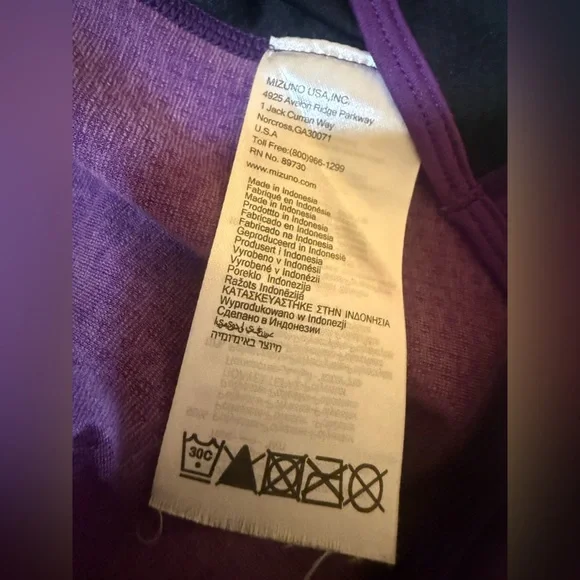 MIZUNO USA,INC.
4925 Avalon Ridge Parkway
1 Jack Curran Way
Norcross,GA30071
U.S.A
Toll Free:(800)966-1299
RN No. 89730
www.mizuno.com
Made in Indonesia
Fabriqué en Indonésie
Made in Indonesia
Prodotto in Indonesia
Fabricado en Indonesia
Fabricado na Indonesia
Geproduceerd in Indonesië
Produsert i Indonesia
Vyrobeno v Indonésii
Vyrobené v Indonézii
Poreklo Indonezija
Ražots Indonēzijā
ΚΑΤΑΣΚΕΥΑΣΤΗΚΕ ΣΤΗΝ ΙΝΔΟΝΗΣΙΑ
Wyprodukowano w Indonezji
Сделано в Индонезии
מיוצר באינדונזיה
30C